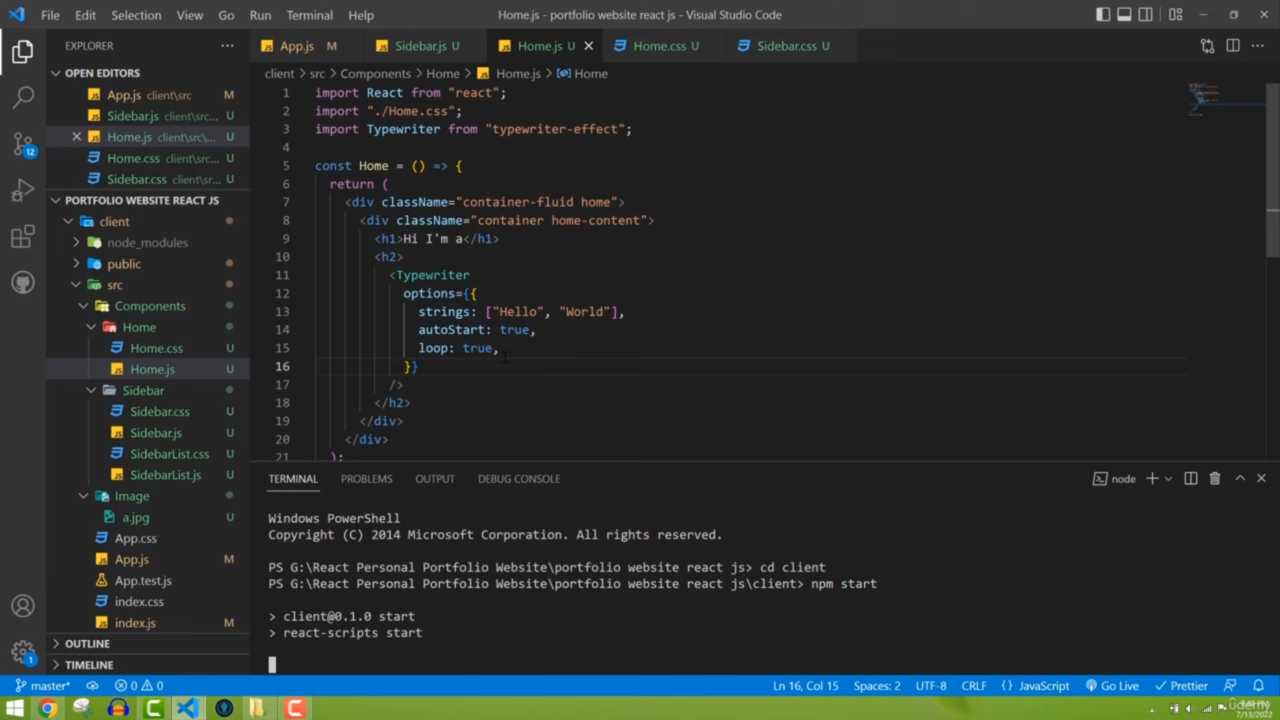 File Edit Selection View Go Run Terminal Help
Home.js - portfolio website react js - Visual Studio Code
EXPLORER
OPEN EDITORS
App.js client\src M
Sidebar.js client\sr... U
Home.js client\src\... U
Home.css client\sr... U
Sidebar.css client\sr... U
PORTFOLIO WEBSITE REACT JS
client
node_modules
public
src
Components
Home
Home.css U
Home.js U
Sidebar
Sidebar.css U
Sidebar.js U
SidebarList.css U
SidebarList.js U
Image
a.jpg U
App.css
App.js M
App.test.js
index.css
index.js M
OUTLINE
TIMELINE
12
1
App.js M Sidebar.js U Home.js U Home.css U Sidebar.css U
client > src > Components > Home > Home.js > Home
1 import React from "react";
2 import "./Home.css";
3 import Typewriter from "typewriter-effect";
4
5 const Home = () => {
6 return (
7 <div className="container-fluid home">
8 <div className="container home-content">
9 <h1>Hi I'm a</h1>
10 <h2>
11 <Typewriter
12 options={{
13 strings: ["Hello", "World"],
14 autoStart: true,
15 loop: true,
16 }}
17 />
18 </h2>
19 </div>
20 </div>
21 );
TERMINAL PROBLEMS OUTPUT DEBUG CONSOLE
node
Windows PowerShell
Copyright (C) 2014 Microsoft Corporation. All rights reserved.
PS G:\React Personal Portfolio Website\portfolio website react js> cd client
PS G:\React Personal Portfolio Website\portfolio website react js\client> npm start
> client@0.1.0 start
> react-scripts start
master* 0 0 Ln 16, Col 15 Spaces: 2 UTF-8 CRLF {} JavaScript Go Live Prettier
udemy
7/13/2022